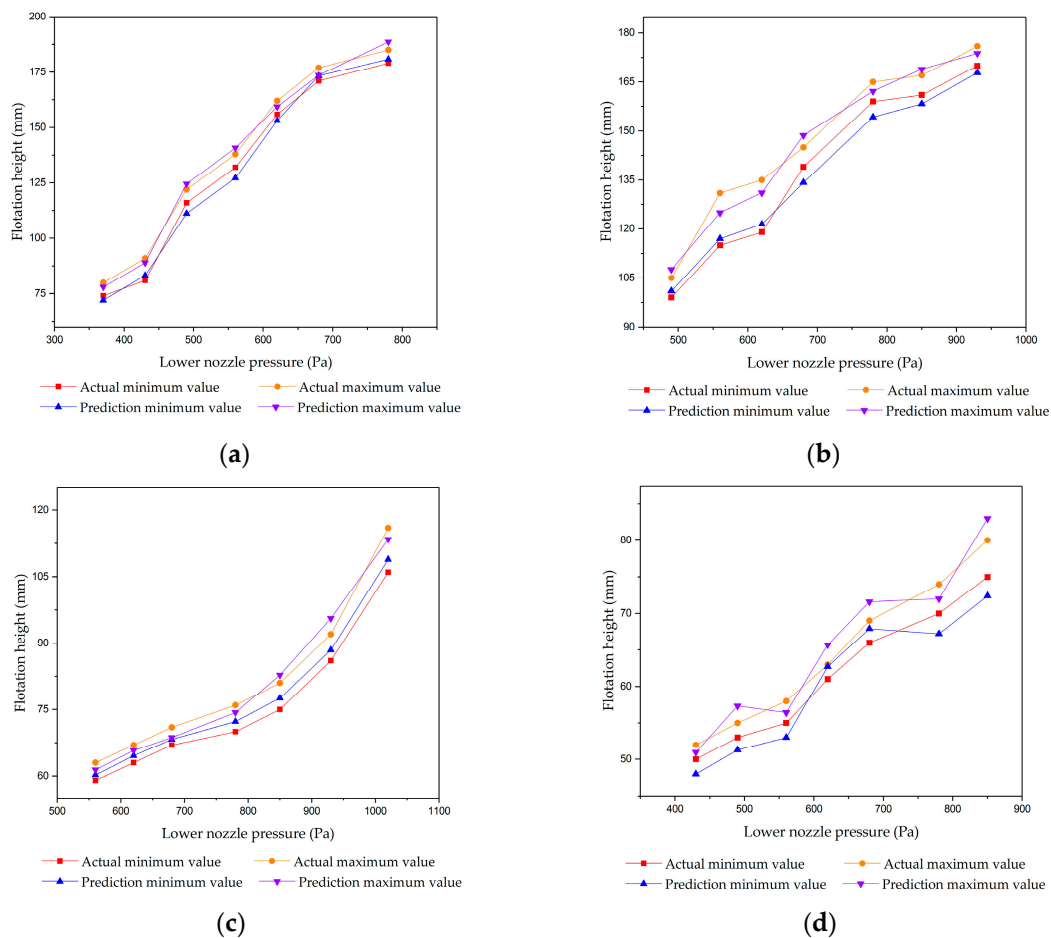 200
175
150
125
100
75
300 400 500 600 700 800
Flotation height (mm)
Lower nozzle pressure (Pa)
Actual minimum value Actual maximum value
Prediction minimum value Prediction maximum value
(a)
180
165
150
135
120
105
90
500 600 700 800 900 1000
Flotation height (mm)
Lower nozzle pressure (Pa)
Actual minimum value Actual maximum value
Prediction minimum value Prediction maximum value
(b)
120
105
90
75
60
500 600 700 800 900 1000 1100
Flotation height (mm)
Lower nozzle pressure (Pa)
Actual minimum value Actual maximum value
Prediction minimum value Prediction maximum value
(c)
80
70
60
50
400 500 600 700 800 900
Flotation height (mm)
Lower nozzle pressure (Pa)
Actual minimum value Actual maximum value
Prediction minimum value Prediction maximum value
(d)